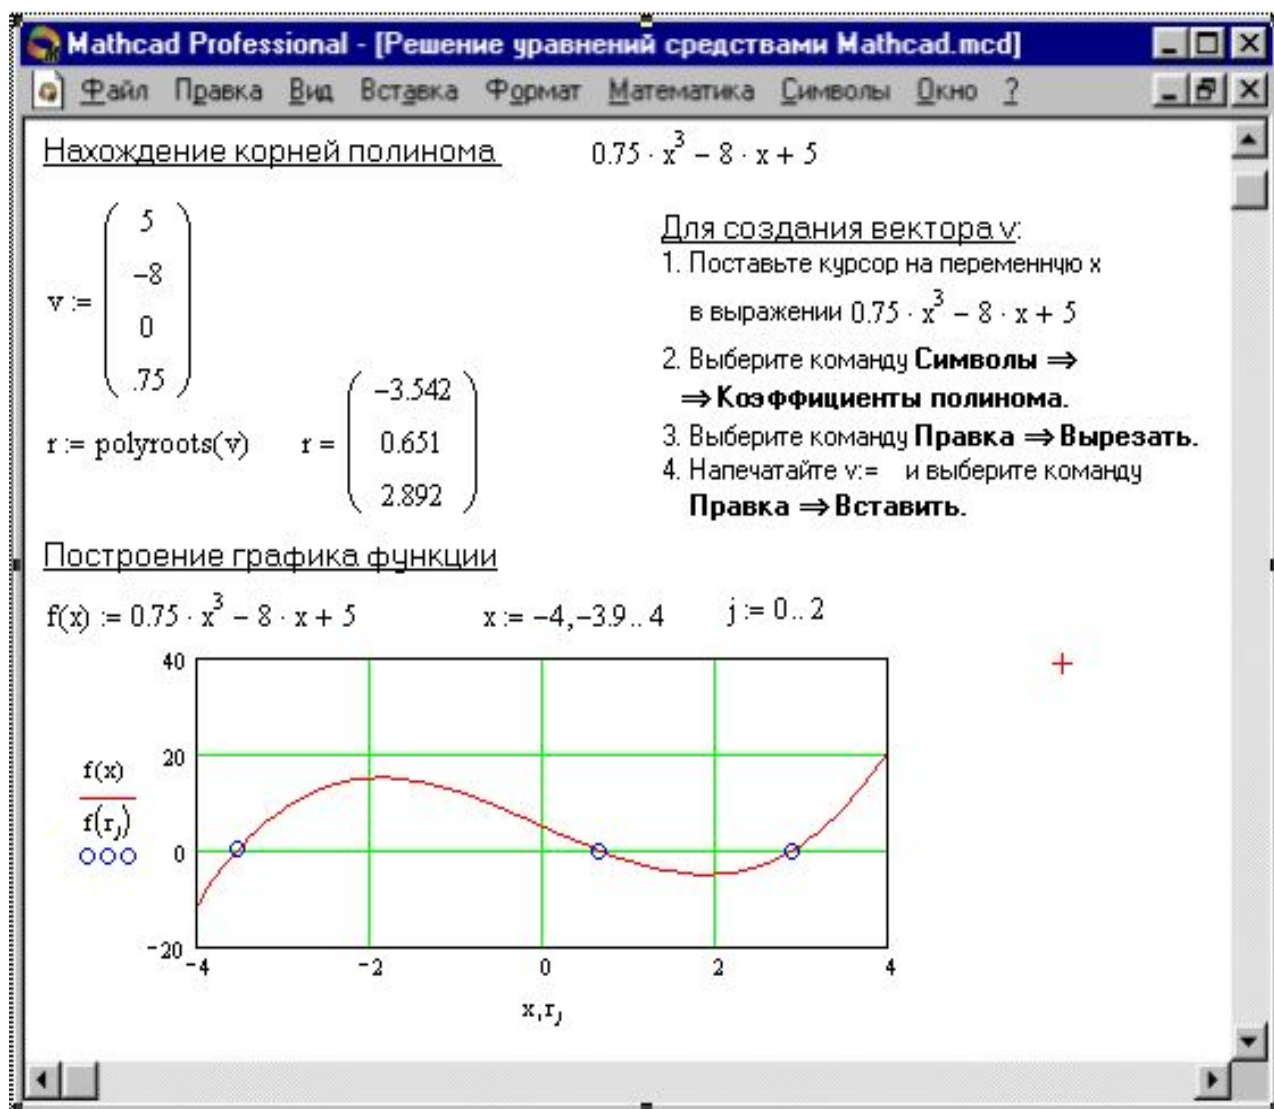 Mathcad Professional - [Решение уравнений средствами Mathcad.mcd]
Файл Правка Вид Вставка Формат Математика Символы Окно ?
Нахождение корней полинома 0.75 · x³ − 8 · x + 5
v := ( 5 −8 0 .75 )
Для создания вектора v:
1. Поставьте курсор на переменную x
в выражении 0.75 · x³ − 8 · x + 5
2. Выберите команду Символы ⇒
⇒ Коэффициенты полинома.
3. Выберите команду Правка ⇒ Вырезать.
4. Напечатайте v:= и выберите команду
Правка ⇒ Вставить.
r := polyroots(v) r = ( −3.542 0.651 2.892 )
Построение графика функции
f(x) := 0.75 · x³ − 8 · x + 5 x := −4,−3.9.. 4 j := 0.. 2
40
20
0
−20
f(x)
f(rⱼ)
−4 −2 0 2 4
x,rⱼ